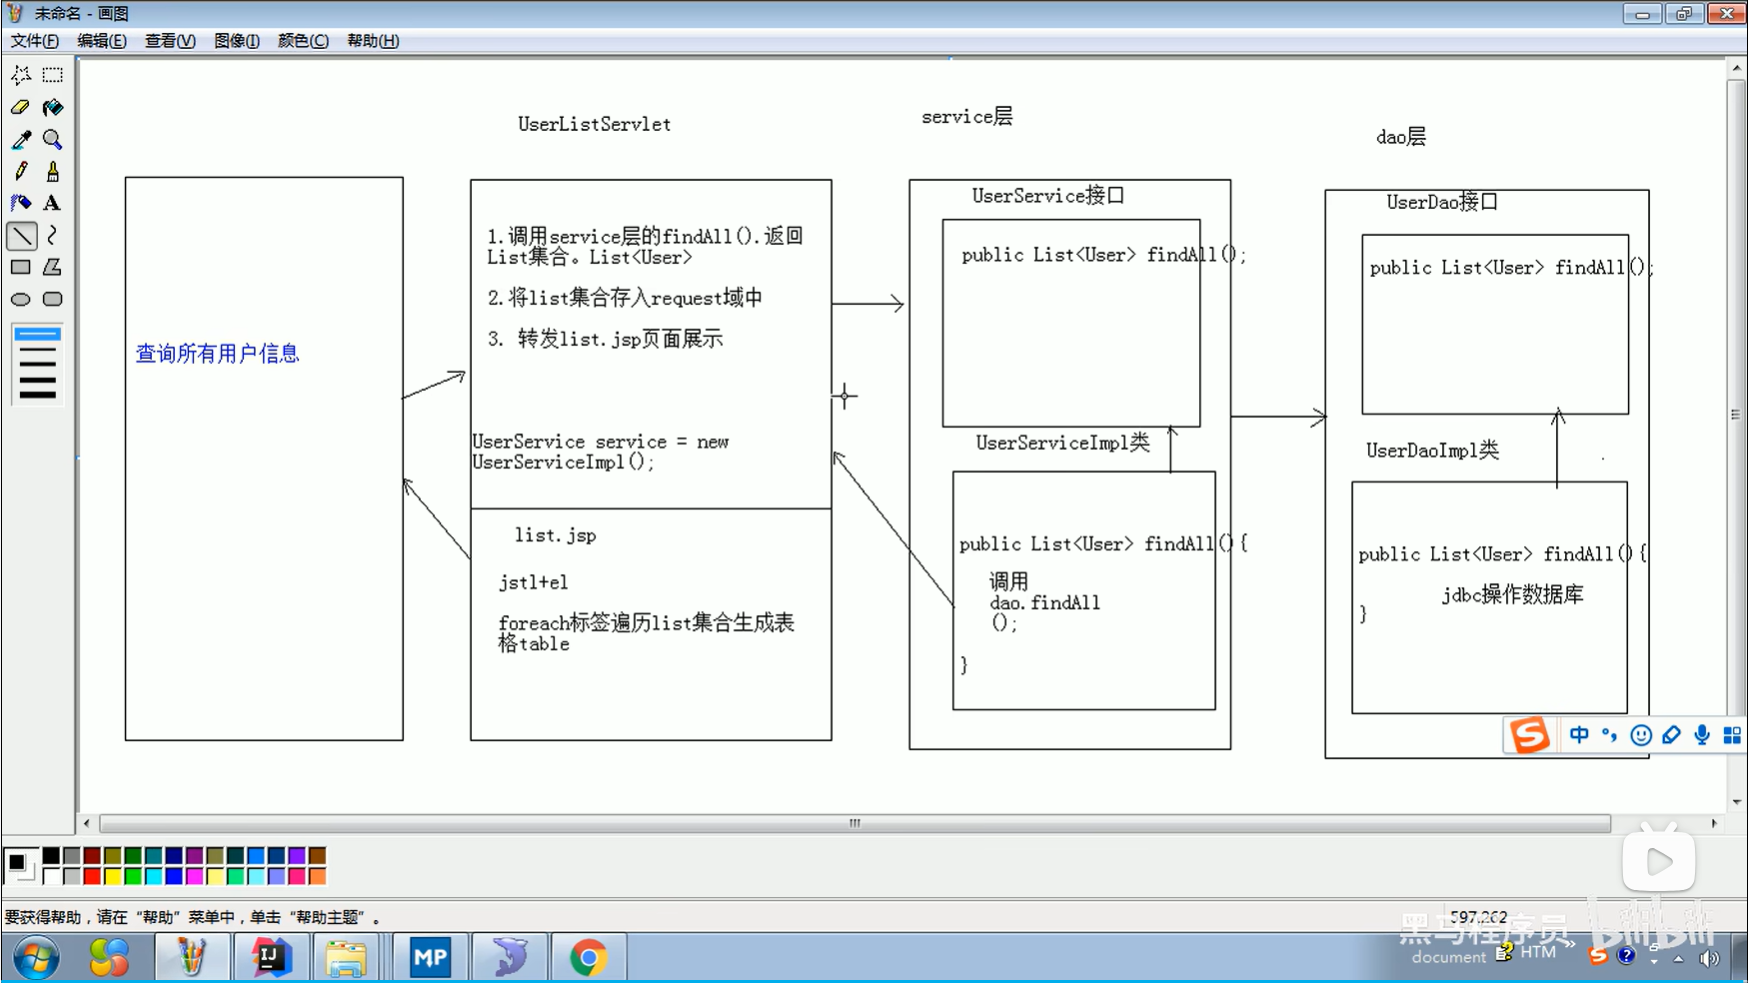 未命名 - 画图
文件(F) 编辑(E) 查看(V) 图像(I) 颜色(C) 帮助(H)
UserListServlet
service层
dao层
查询所有用户信息
1.调用service层的findAll().返回
List集合。List<User>
2.将list集合存入request域中
3. 转发list.jsp页面展示
UserService service = new
UserServiceImpl();
list.jsp
jstl+el
foreach标签遍历list集合生成表
格table
UserService接口
public List<User> findAll();
UserServiceImpl类
public List<User> findAll(){
调用
dao.findAll
();
}
UserDao接口
public List<User> findAll();
UserDaoImpl类
public List<User> findAll(){
jdbc操作数据库
}
中
要获得帮助，请在“帮助”菜单中，单击“帮助主题”。
597,262
黑马程序员
bilibili
MP
IJ
document
HTM